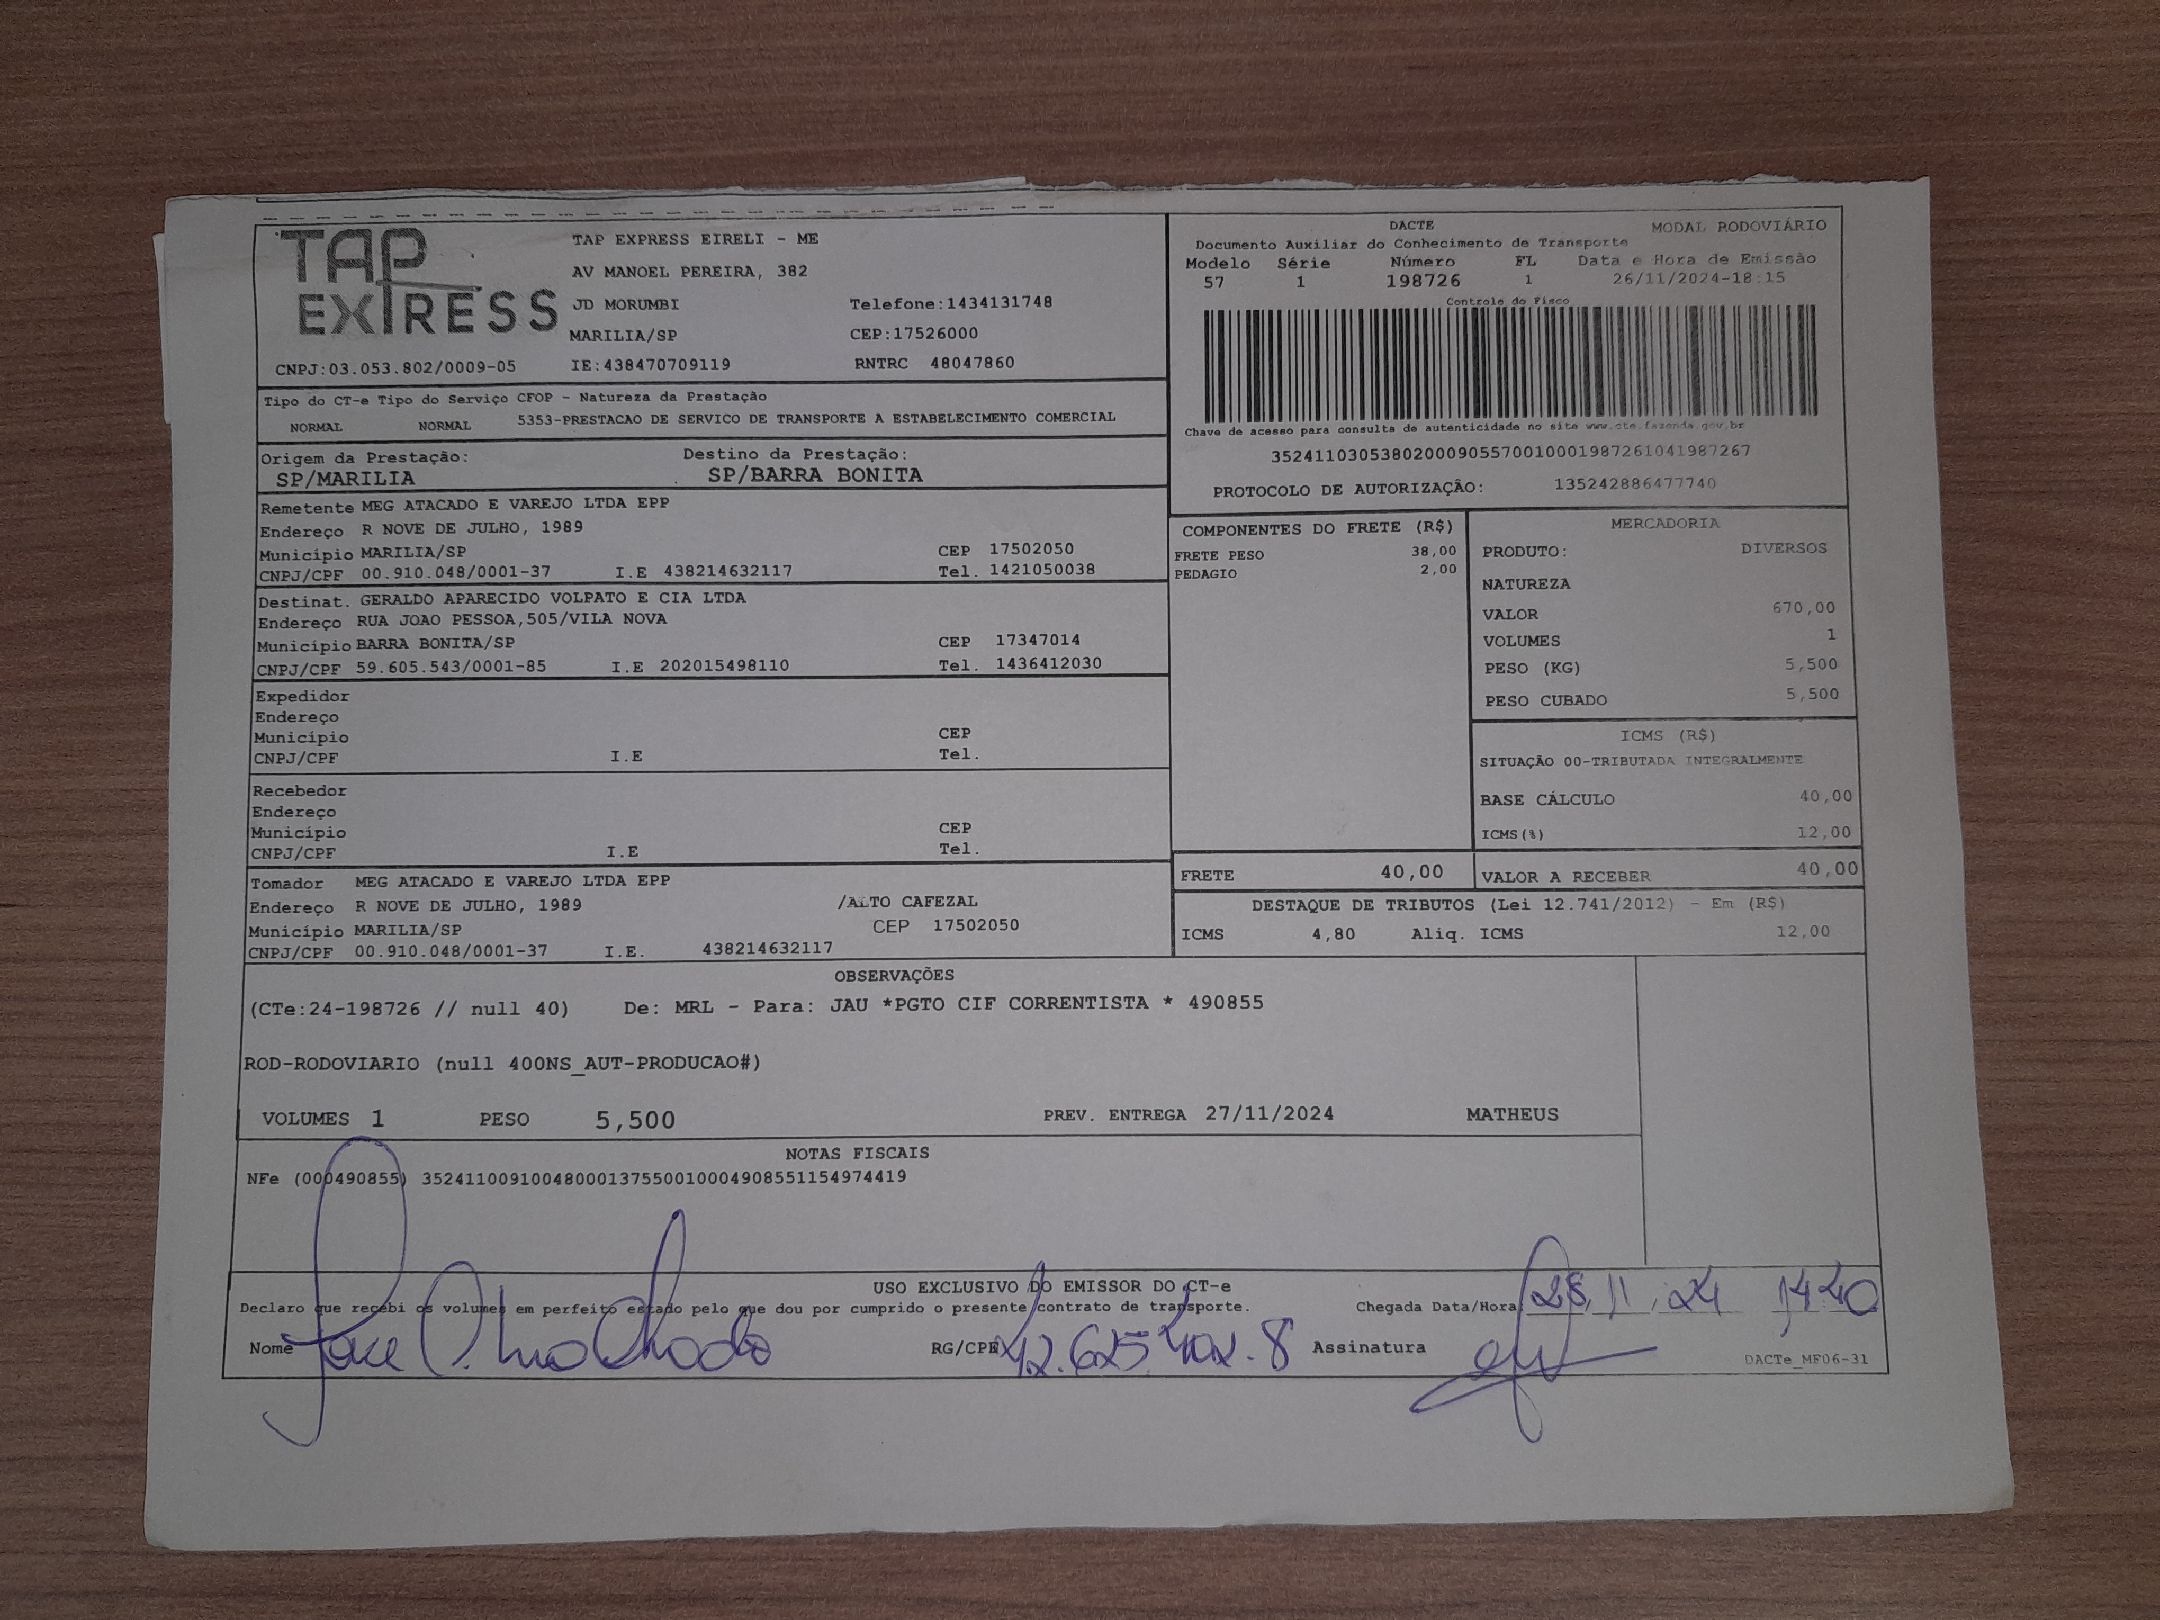 TAP EXPRESS
TAP EXPRESS EIRELI - ME
AV MANOEL PEREIRA, 382
JD MORUMBI Telefone:1434131748
MARILIA/SP CEP:17526000
CNPJ:03.053.802/0009-05 IE:438470709119 RNTRC 48047860
DACTE MODAL RODOVIÁRIO
Documento Auxiliar do Conhecimento de Transporte
Modelo Série Número FL Data e Hora de Emissão
57 1 198726 1 26/11/2024-18:15
Controle do Fisco
Chave de acesso para consulta de autenticidade no site www.cte.fazenda.gov.br
35241103053802000905570010001987261041987267
PROTOCOLO DE AUTORIZAÇÃO: 135242886477740
Tipo do CT-e Tipo do Serviço CFOP - Natureza da Prestação
NORMAL NORMAL 5353-PRESTACAO DE SERVICO DE TRANSPORTE A ESTABELECIMENTO COMERCIAL
Origem da Prestação: Destino da Prestação:
SP/MARILIA SP/BARRA BONITA
Remetente MEG ATACADO E VAREJO LTDA EPP
Endereço R NOVE DE JULHO, 1989
Município MARILIA/SP CEP 17502050
CNPJ/CPF 00.910.048/0001-37 I.E 438214632117 Tel. 1421050038
Destinat. GERALDO APARECIDO VOLPATO E CIA LTDA
Endereço RUA JOAO PESSOA,505/VILA NOVA
Município BARRA BONITA/SP CEP 17347014
CNPJ/CPF 59.605.543/0001-85 I.E 202015498110 Tel. 1436412030
Expedidor
Endereço
Município CEP
CNPJ/CPF I.E Tel.
Recebedor
Endereço
Município CEP
CNPJ/CPF I.E Tel.
Tomador MEG ATACADO E VAREJO LTDA EPP
Endereço R NOVE DE JULHO, 1989 /ALTO CAFEZAL
Município MARILIA/SP CEP 17502050
CNPJ/CPF 00.910.048/0001-37 I.E. 438214632117
COMPONENTES DO FRETE (R$)
FRETE PESO 38,00
PEDAGIO 2,00
MERCADORIA
PRODUTO: DIVERSOS
NATUREZA
VALOR 670,00
VOLUMES 1
PESO (KG) 5,500
PESO CUBADO 5,500
ICMS (R$)
SITUAÇÃO 00-TRIBUTADA INTEGRALMENTE
BASE CÁLCULO 40,00
ICMS(%) 12,00
FRETE 40,00 VALOR A RECEBER 40,00
DESTAQUE DE TRIBUTOS (Lei 12.741/2012) - Em (R$)
ICMS 4,80 Aliq. ICMS 12,00
OBSERVAÇÕES
(CTe:24-198726 // null 40) De: MRL - Para: JAU *PGTO CIF CORRENTISTA * 490855
ROD-RODOVIARIO (null 400NS_AUT-PRODUCAO#)
VOLUMES 1 PESO 5,500 PREV. ENTREGA 27/11/2024 MATHEUS
NOTAS FISCAIS
NFe (000490855) 35241100910048000137550010004908551154974419
USO EXCLUSIVO DO EMISSOR DO CT-e
Declaro que recebi os volumes em perfeito estado pelo que dou por cumprido o presente contrato de transporte. Chegada Data/Hora: 28.11.24 14:40
Nome RG/CPF 42.625.402.8 Assinatura
DACTe_MF06-31